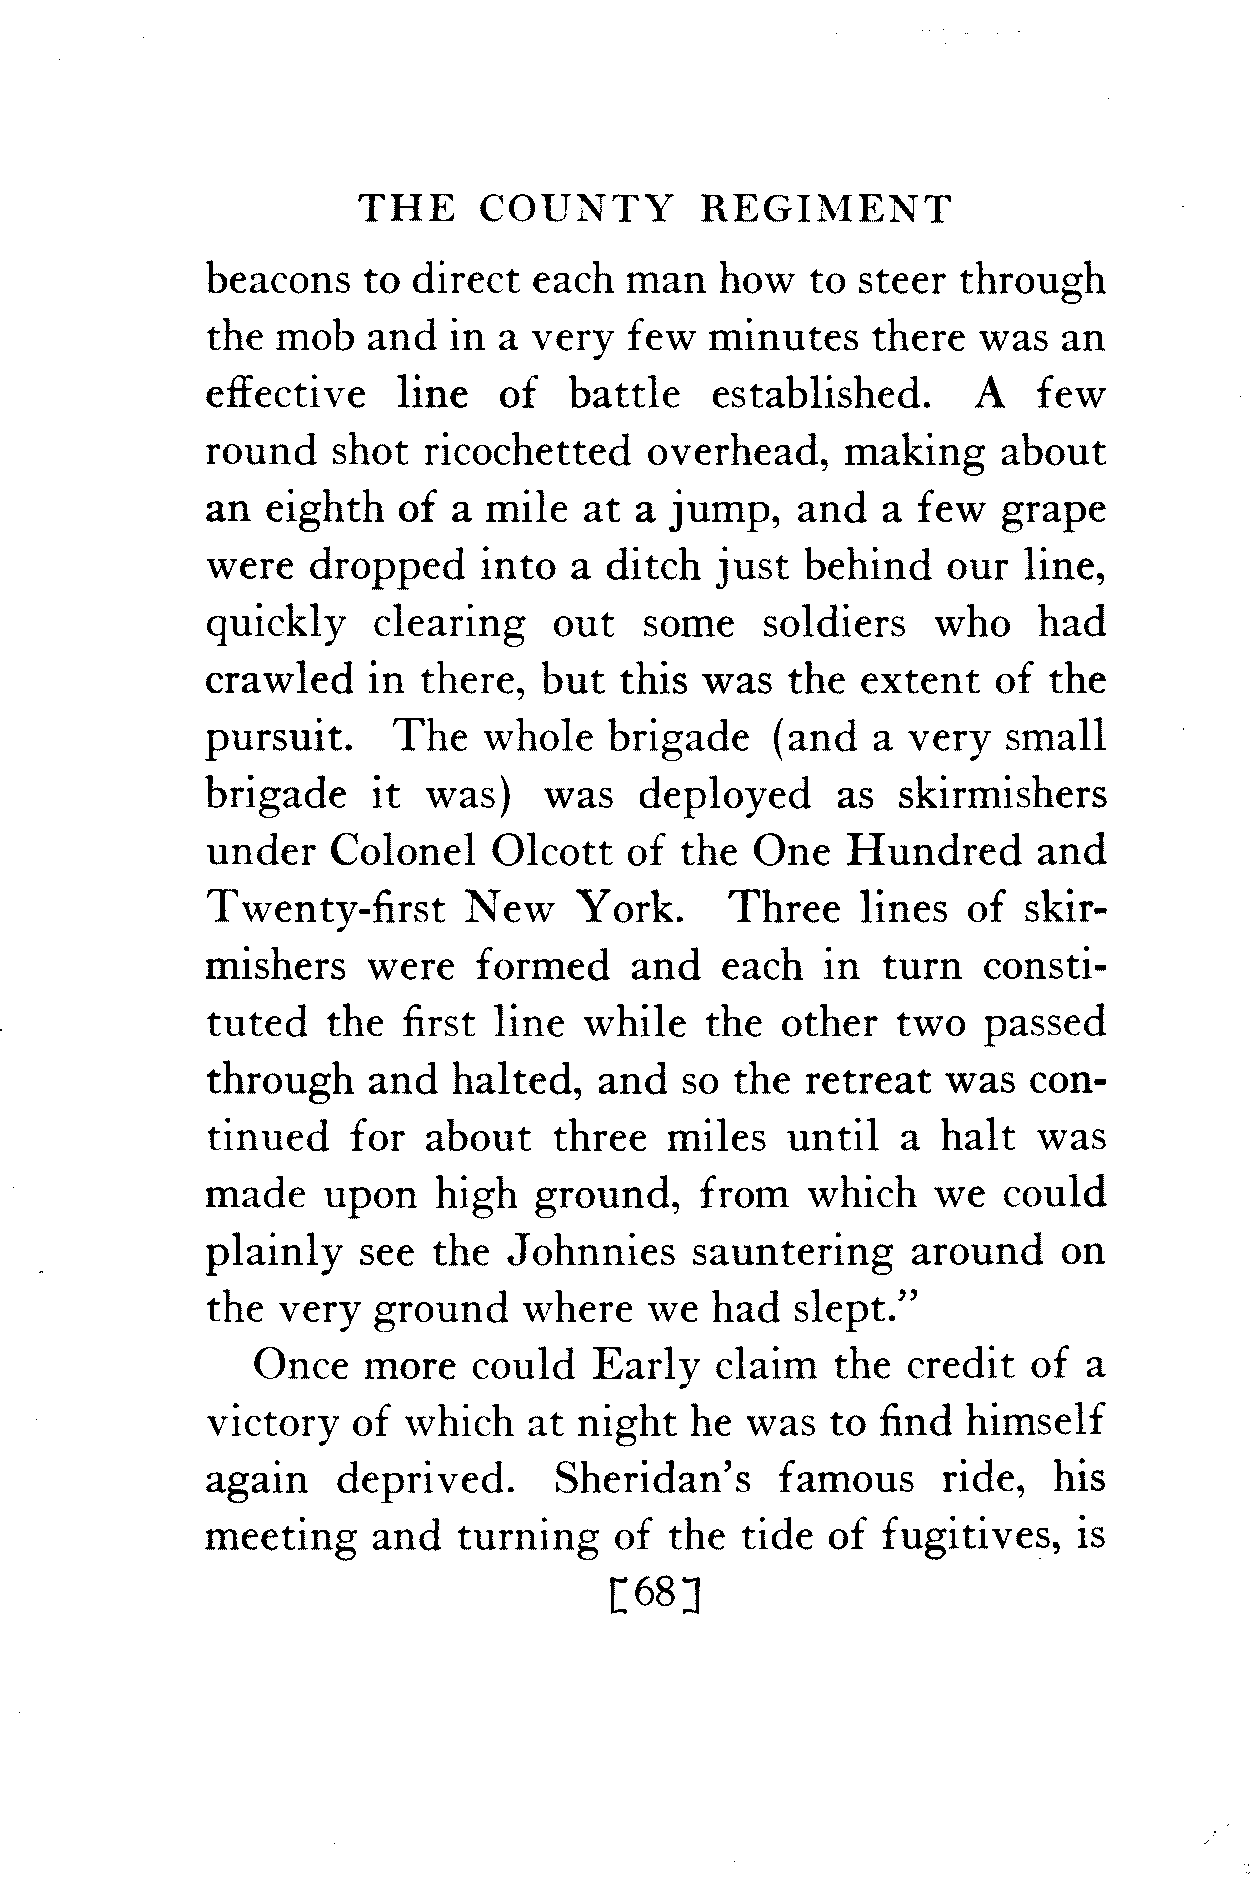 THE COUNTY REGIMENT
beacons to direct each man how to steer through
the mob and in a very few minutes there was an
effective line of battle established. A few
round shot ricochetted overhead, making about
an eighth of a mile at a jump, and a few grape
were dropped into a ditch just behind our line,
quickly clearing out some soldiers who had
crawled in there, but this was the extent of the
pursuit. The whole brigade (and a very small
brigade it was) was deployed as skirmishers
under Colonel Olcott of the One Hundred and
Twenty-first New York. Three lines of skir-
mishers were formed and each in turn consti-
tuted the first line while the other two passed
through and halted, and so the retreat was con-
tinued for about three miles until a halt was
made upon high ground, from which we could
plainly see the Johnnies sauntering around on
the very ground where we had slept.”
Once more could Early claim the credit of a
victory of which at night he was to find himself
again deprived. Sheridan’s famous ride, his
meeting and turning of the tide of fugitives, is
[68]